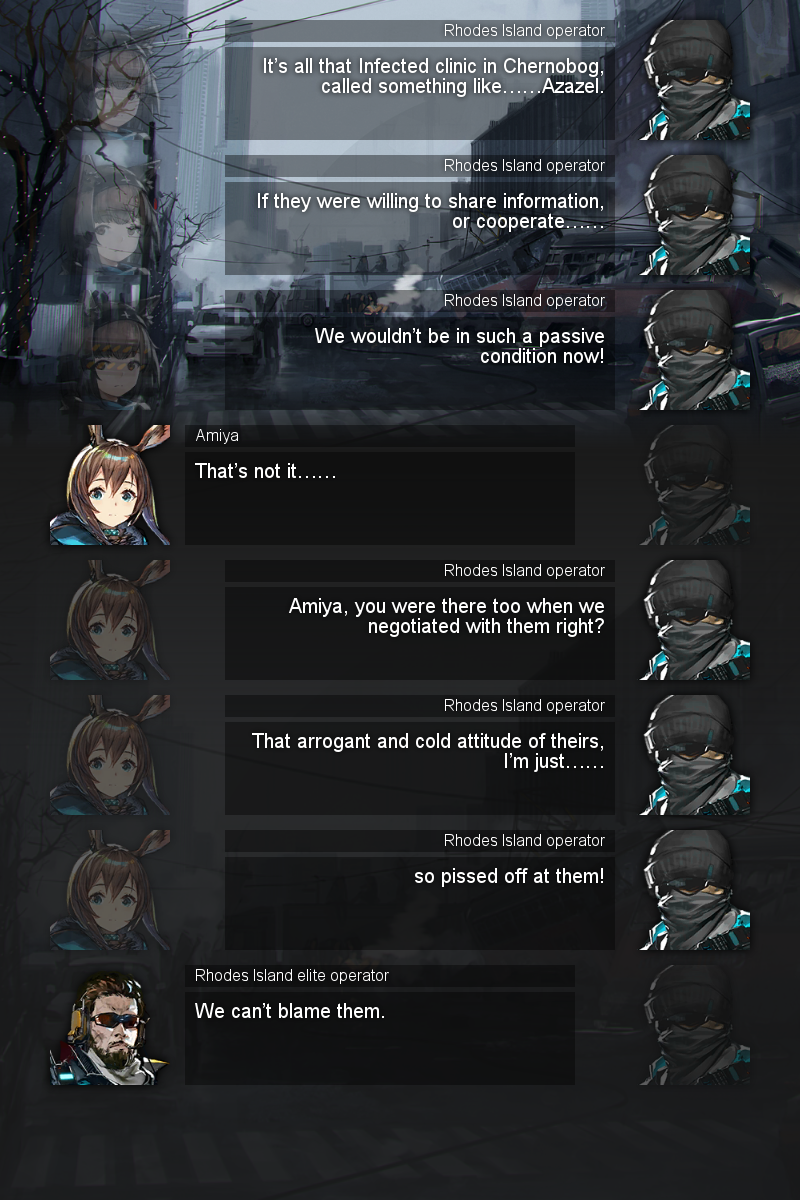 Rhodes Island operator
It's all that Infected clinic in Chernobog,
called something like……Azazel.
Rhodes Island operator
If they were willing to share information,
or cooperate……
Rhodes Island operator
We wouldn't be in such a passive
condition now!
Amiya
That's not it……
Rhodes Island operator
Amiya, you were there too when we
negotiated with them right?
Rhodes Island operator
That arrogant and cold attitude of theirs,
I'm just……
Rhodes Island operator
so pissed off at them!
Rhodes Island elite operator
We can't blame them.